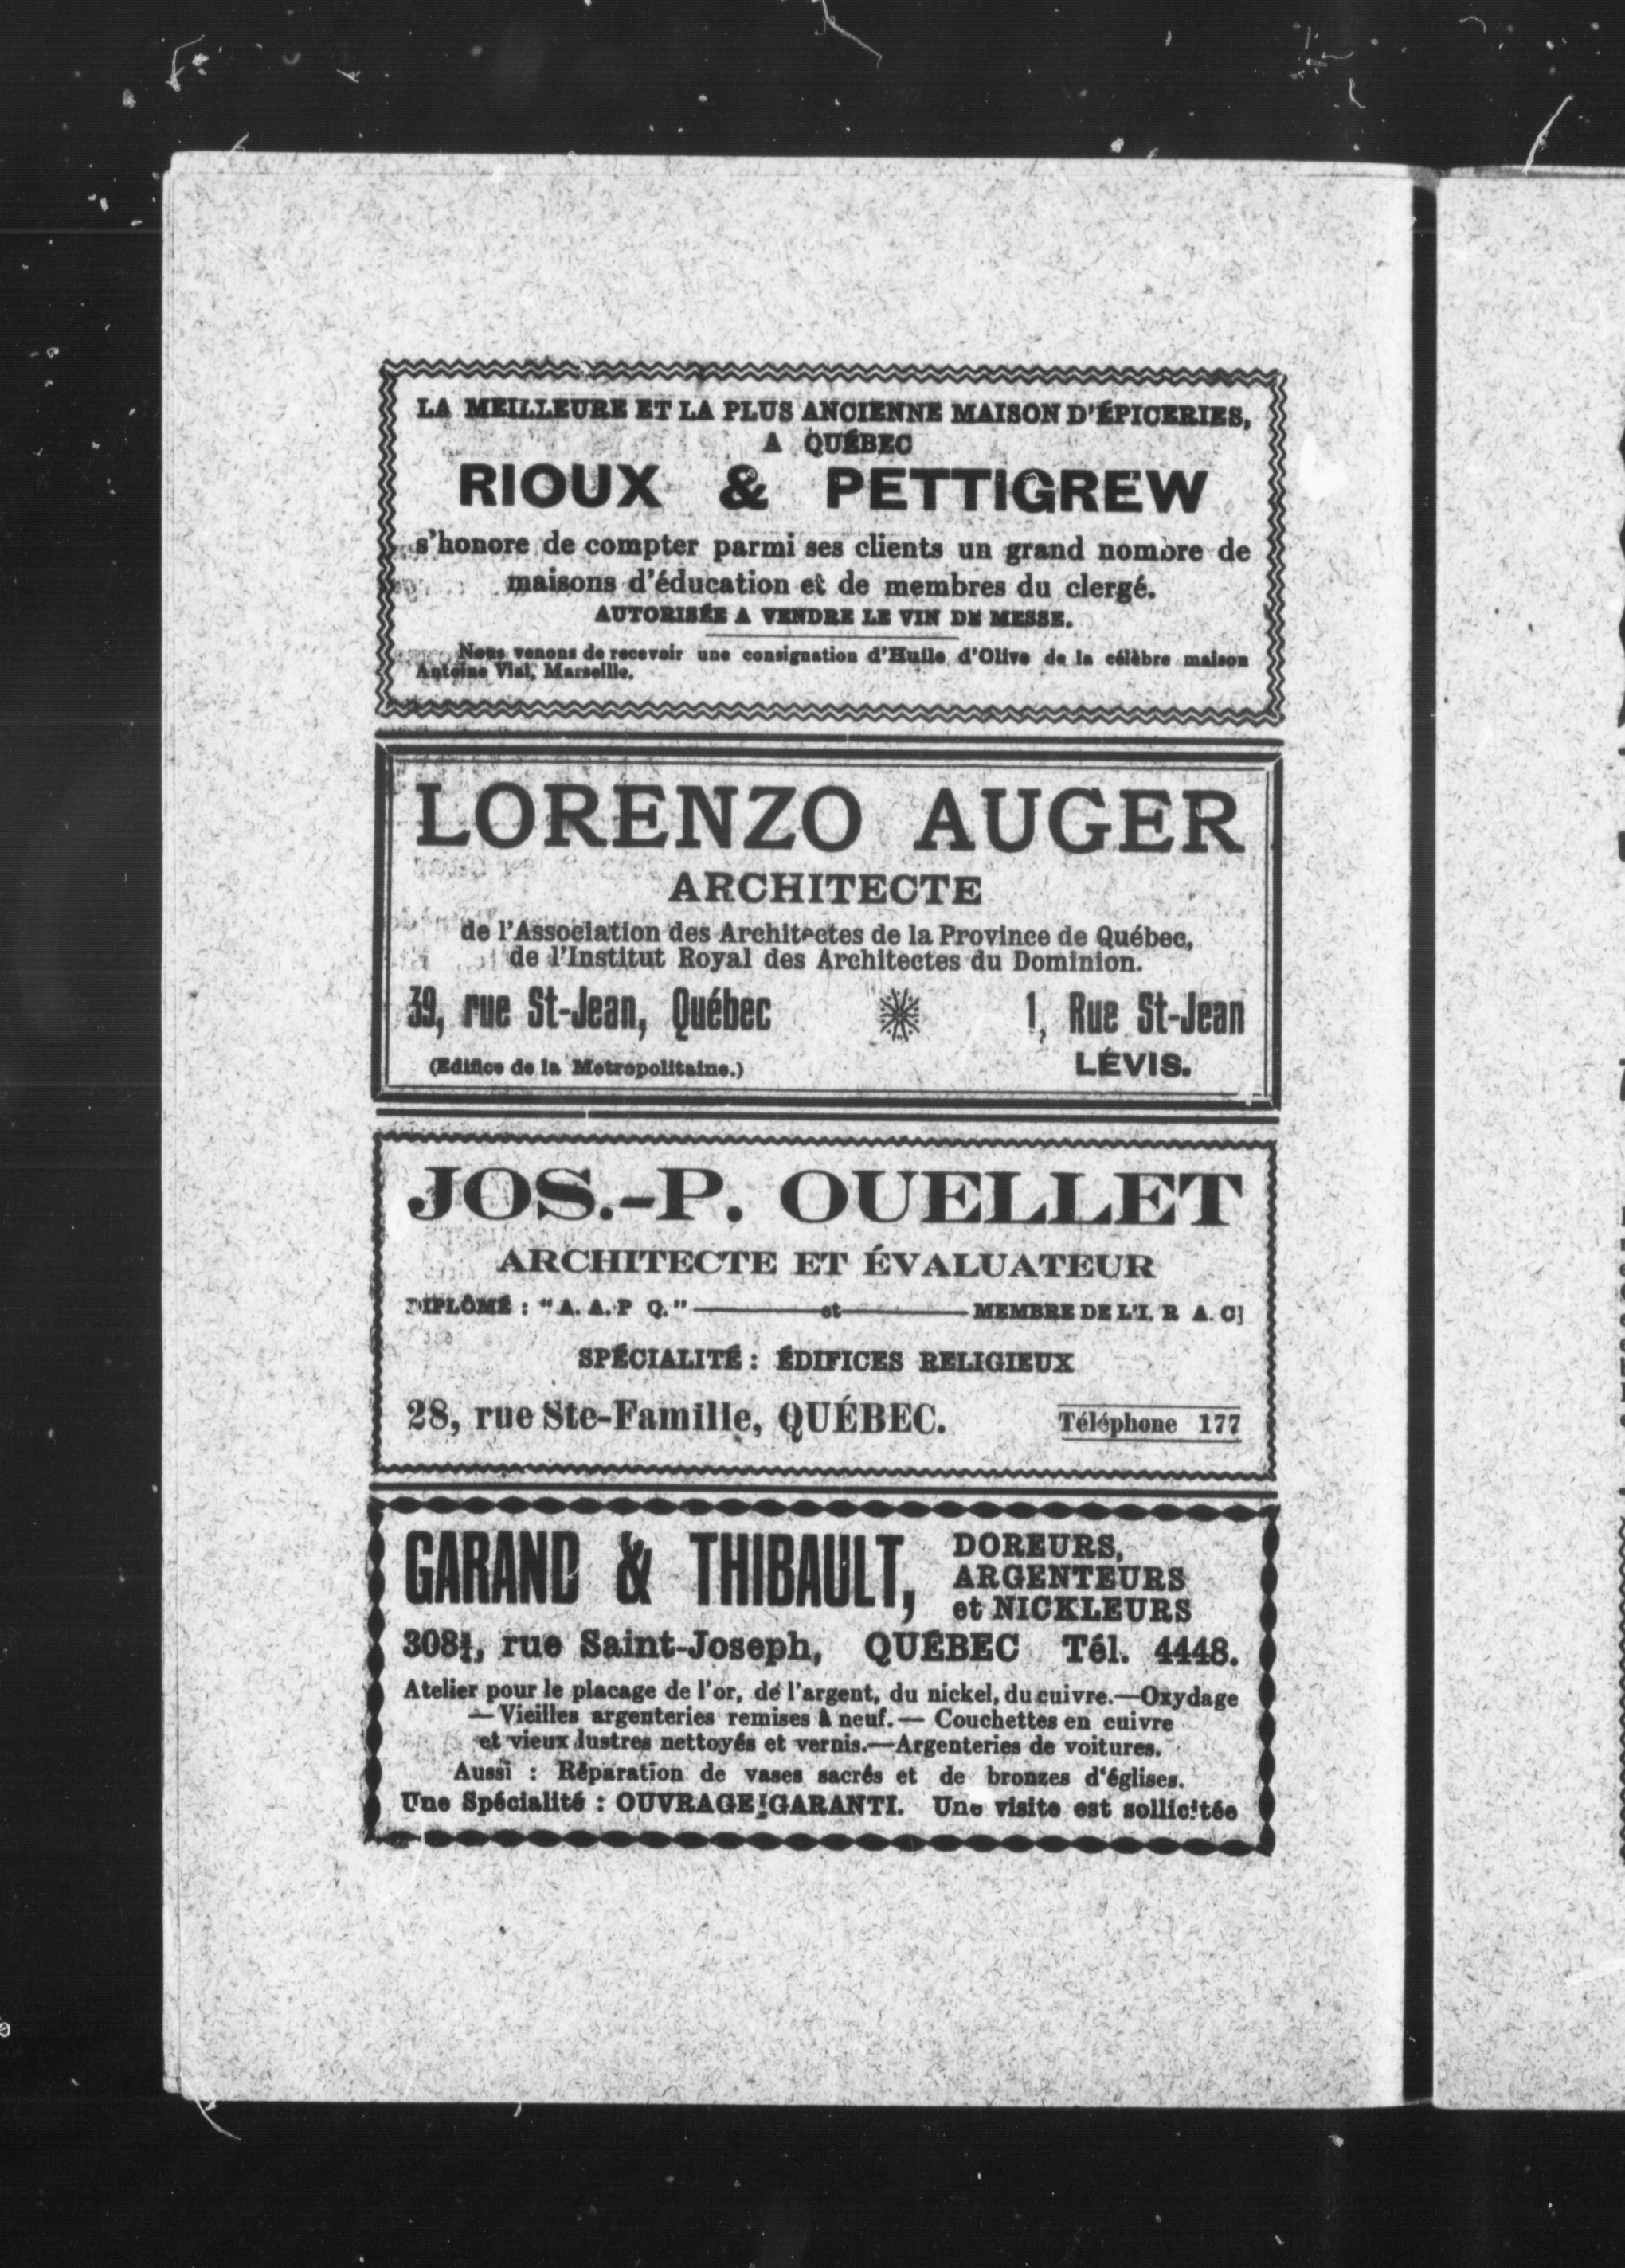 LA MEILLEURE ET LA PLUS ANCIENNE MAISON D'ÉPICERIES,
A QUÉBEC
RIOUX & PETTIGREW
s'honore de compter parmi ses clients un grand nombre de
maisons d'éducation et de membres du clergé.
AUTORISÉE A VENDRE LE VIN DE MESSE.
Nous venons de recevoir une consignation d'Huile d'Olive de la célèbre maison
Antoine Vial, Marseille.
LORENZO AUGER
ARCHITECTE
de l'Association des Architectes de la Province de Québec,
de l'Institut Royal des Architectes du Dominion.
39, rue St-Jean, Québec 1, Rue St-Jean
(Edifice de la Metropolitaine.) LÉVIS.
JOS.-P. OUELLET
ARCHITECTE ET ÉVALUATEUR
DIPLÔMÉ : "A. A. P Q." — et — MEMBRE DE L'I. R A. C]
SPÉCIALITÉ : ÉDIFICES RELIGIEUX
28, rue Ste-Famille, QUÉBEC. Téléphone 177
GARAND & THIBAULT, DOREURS,
ARGENTEURS
et NICKLEURS
rue Saint-Joseph, QUÉBEC Tél. 4448.
Atelier pour le placage de l'or, de l'argent, du nickel, du cuivre.—Oxydage
— Vieilles argenteries remises à neuf. — Couchettes en cuivre
et vieux lustres nettoyés et vernis.—Argenteries de voitures.
Aussi : Réparation de vases sacrés et de bronzes d'églises.
Une Spécialité : OUVRAGE GARANTI. Une visite est sollicitée